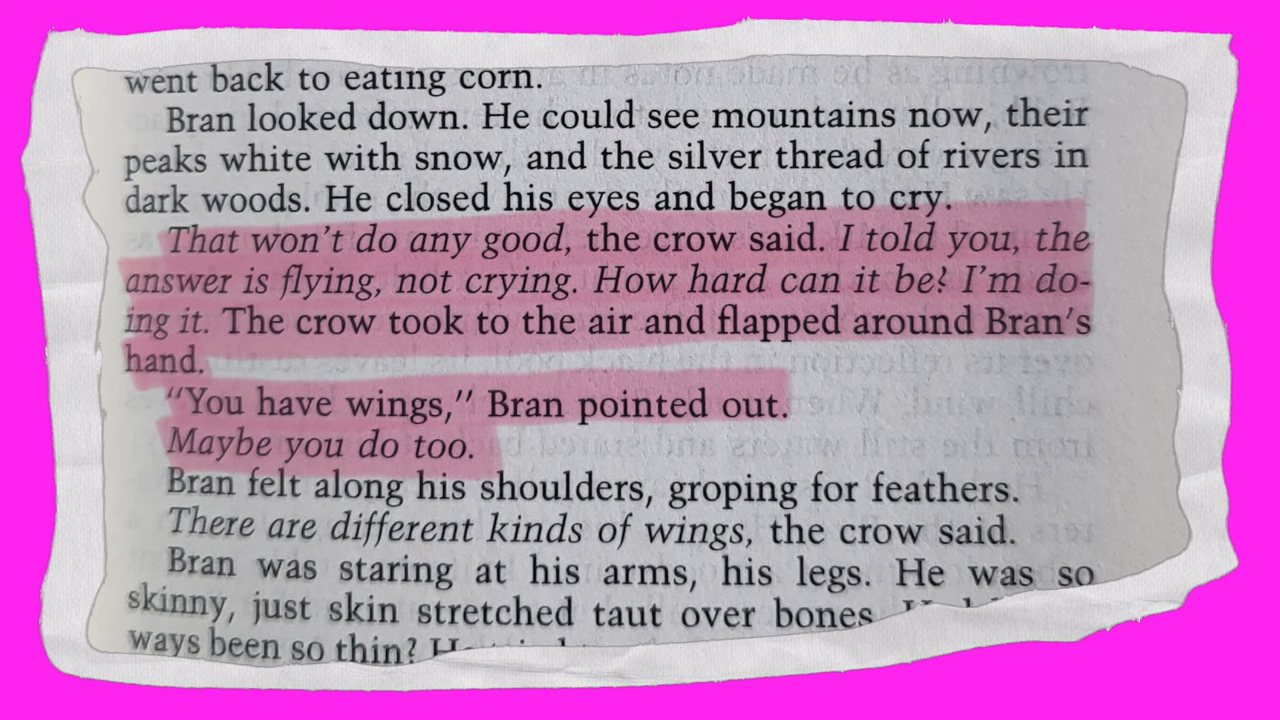 went back to eating corn.
Bran looked down. He could see mountains now, their
peaks white with snow, and the silver thread of rivers in
dark woods. He closed his eyes and began to cry.
That won't do any good, the crow said. I told you, the
answer is flying, not crying. How hard can it be? I'm do-
ing it. The crow took to the air and flapped around Bran's
hand.
"You have wings," Bran pointed out.
Maybe you do too.
Bran felt along his shoulders, groping for feathers.
There are different kinds of wings, the crow said.
Bran was staring at his arms, his legs. He was so
skinny, just skin stretched taut over bones
ways been so thin?